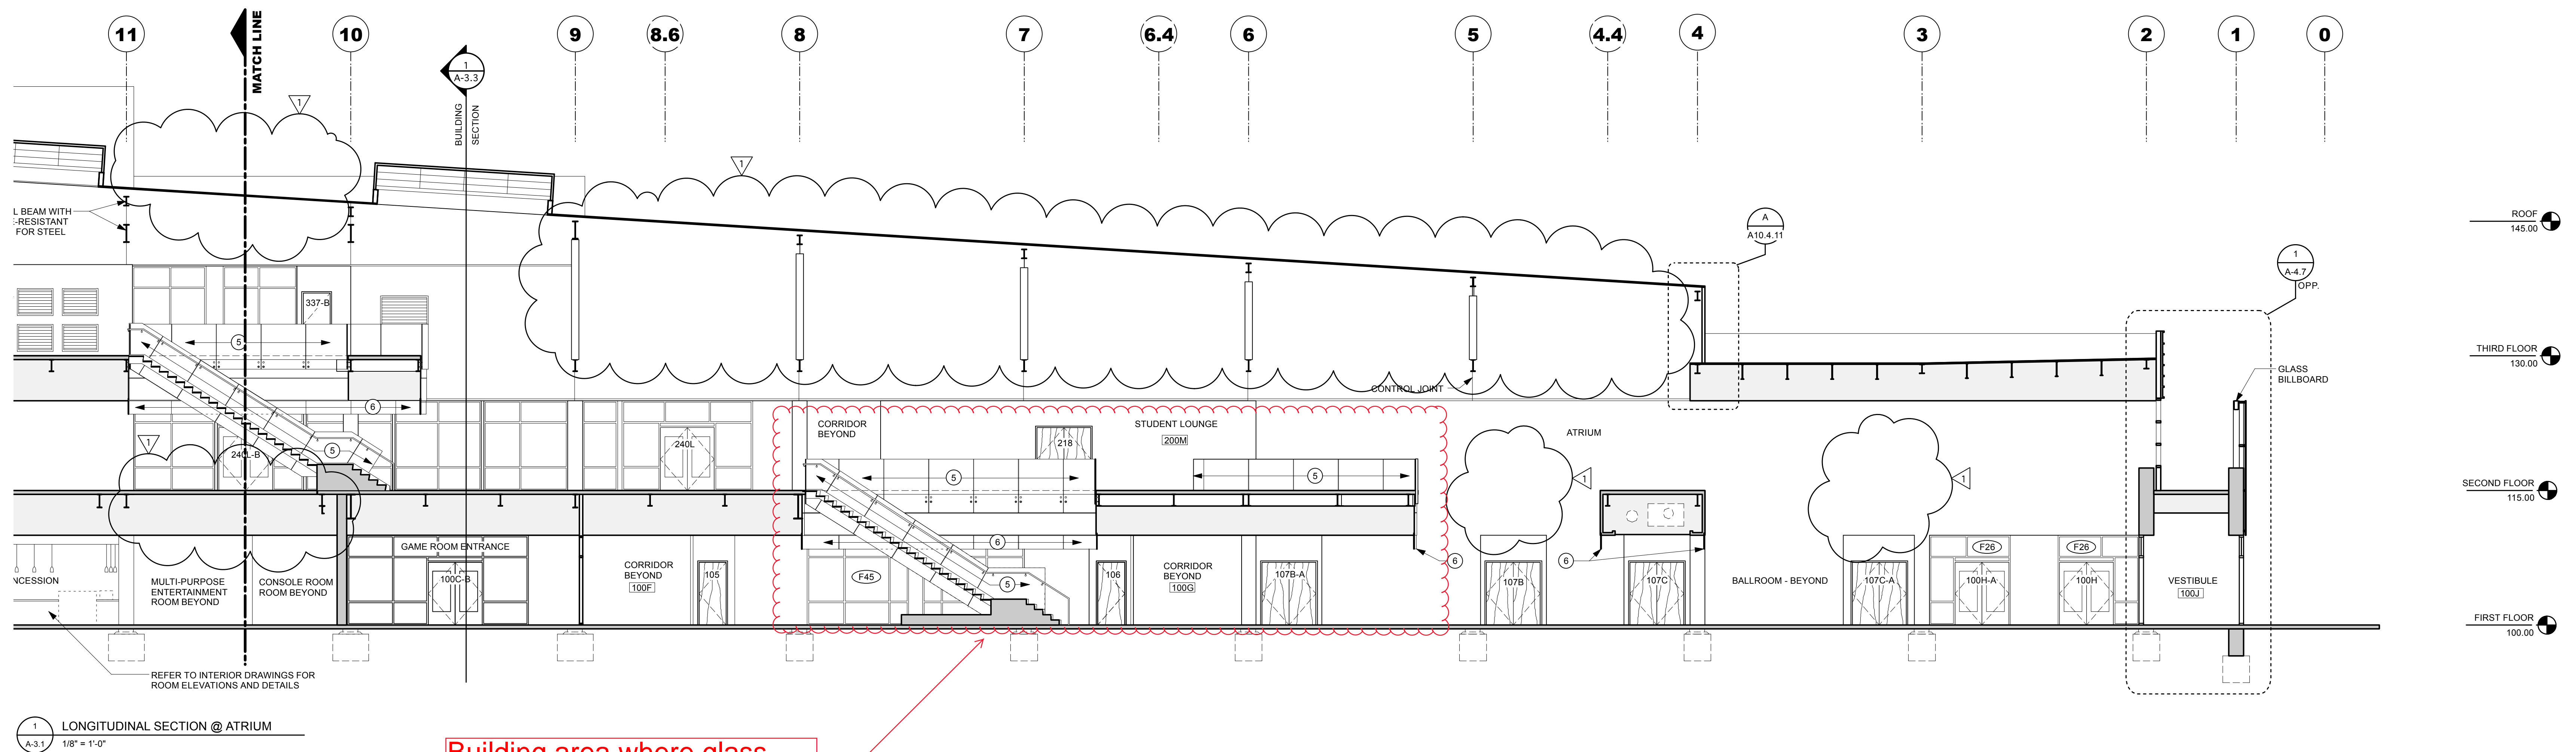 11
MATCH LINE
10
1
A-3.3
BUILDING
SECTION
9
8.6
8
7
6.4
6
5
4.4
4
3
2
1
0
1
1
L BEAM WITH
E-RESISTANT
FOR STEEL
A
A10.4.11
1
A-4.7
OPP.
ROOF
145.00
337-B
5
THIRD FLOOR
130.00
GLASS
BILLBOARD
CONTROL JOINT
6
CORRIDOR
BEYOND
STUDENT LOUNGE
200M
218
ATRIUM
1
240L-B
5
240L
5
5
1
1
SECOND FLOOR
115.00
GAME ROOM ENTRANCE
6
6
6
F26
F26
NCESSION
MULTI-PURPOSE
ENTERTAINMENT
ROOM BEYOND
CONSOLE ROOM
ROOM BEYOND
100C-B
CORRIDOR
BEYOND
100F
105
F45
5
106
CORRIDOR
BEYOND
100G
107B-A
107B
107C
BALLROOM - BEYOND
107C-A
100H-A
100H
VESTIBULE
100J
FIRST FLOOR
100.00
REFER TO INTERIOR DRAWINGS FOR
ROOM ELEVATIONS AND DETAILS
1
A-3.1
LONGITUDINAL SECTION @ ATRIUM
1/8" = 1'-0"
Building area where glass